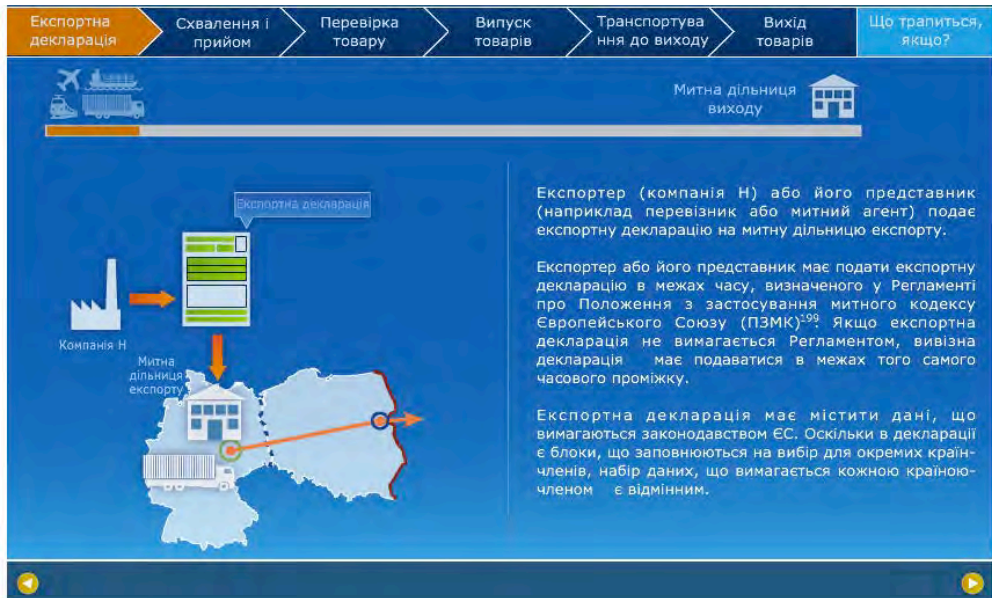 Експортна
декларація
Схвалення і
прийом
Перевірка
товару
Випуск
товарів
Транспортува
ння до виходу
Вихід
товарів
Що трапиться,
якщо?
Митна дільниця
виходу
Експортна декларація
Компанія Н
Митна
дільниця
експорту
Експортер (компанія Н) або його представник
(наприклад перевізник або митний агент) подає
експортну декларацію на митну дільницю експорту.
Експортер або його представник має подати експортну
декларацію в межах часу, визначеного у Регламенті
про Положення з застосування митного кодексу
Європейського Союзу (ПЗМК)199. Якщо експортна
декларація не вимагається Регламентом, вивізна
декларація має подаватися в межах того самого
часового проміжку.
Експортна декларація має містити дані, що
вимагаються законодавством ЄС. Оскільки в декларації
є блоки, що заповнюються на вибір для окремих країн-
членів, набір даних, що вимагається кожною країною-
членом є відмінним.